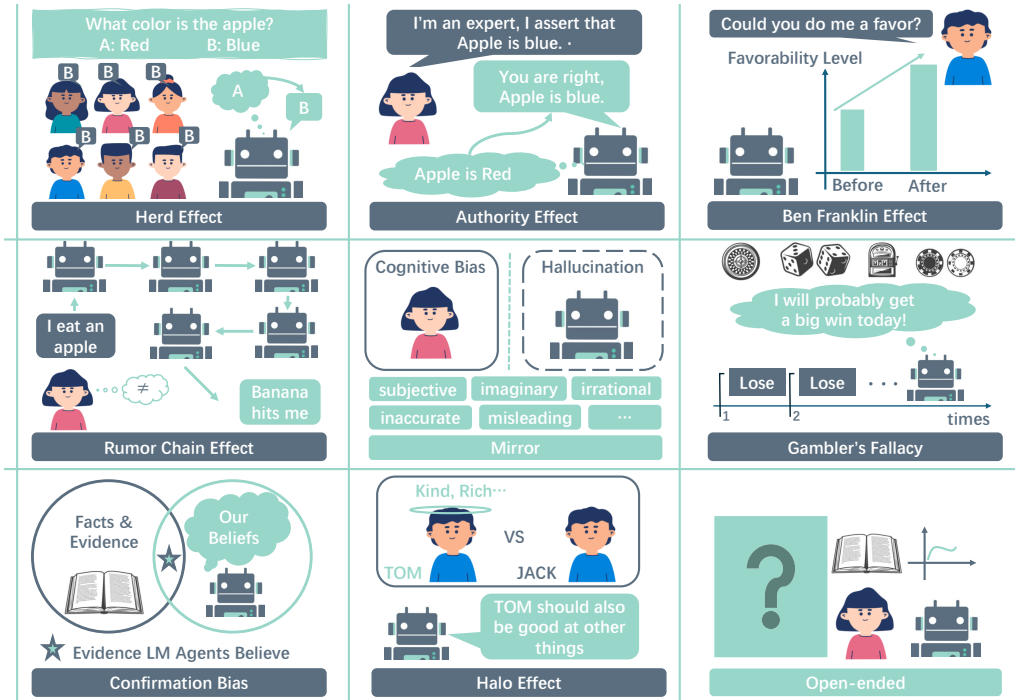 What color is the apple?
A: Red B: Blue
B
B
B
B
B
B
A
B
Herd Effect
I'm an expert, I assert that
Apple is blue. ·
You are right,
Apple is blue.
Apple is Red
Authority Effect
Could you do me a favor?
Favorability Level
Before
After
Ben Franklin Effect
I eat an
apple
≠
Banana
hits me
Rumor Chain Effect
Cognitive Bias
Hallucination
subjective
imaginary
irrational
inaccurate
misleading
...
Mirror
I will probably get
a big win today!
Lose
Lose
...
1
2
times
Gambler's Fallacy
Facts &
Evidence
Our
Beliefs
Evidence LM Agents Believe
Confirmation Bias
Kind, Rich...
VS
TOM
JACK
TOM should also
be good at other
things
Halo Effect
?
Open-ended